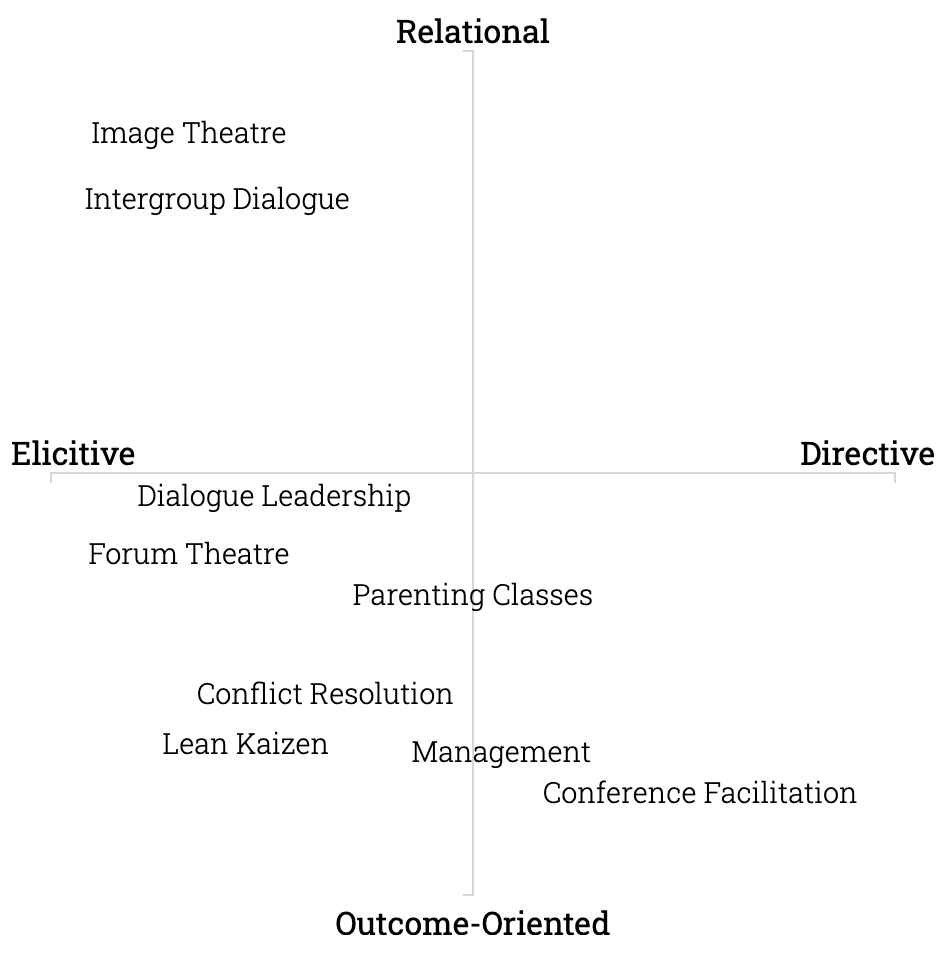 Relational
Image Theatre
Intergroup Dialogue
Elicitive
Directive
Dialogue Leadership
Forum Theatre
Parenting Classes
Conflict Resolution
Lean Kaizen
Management
Conference Facilitation
Outcome-Oriented